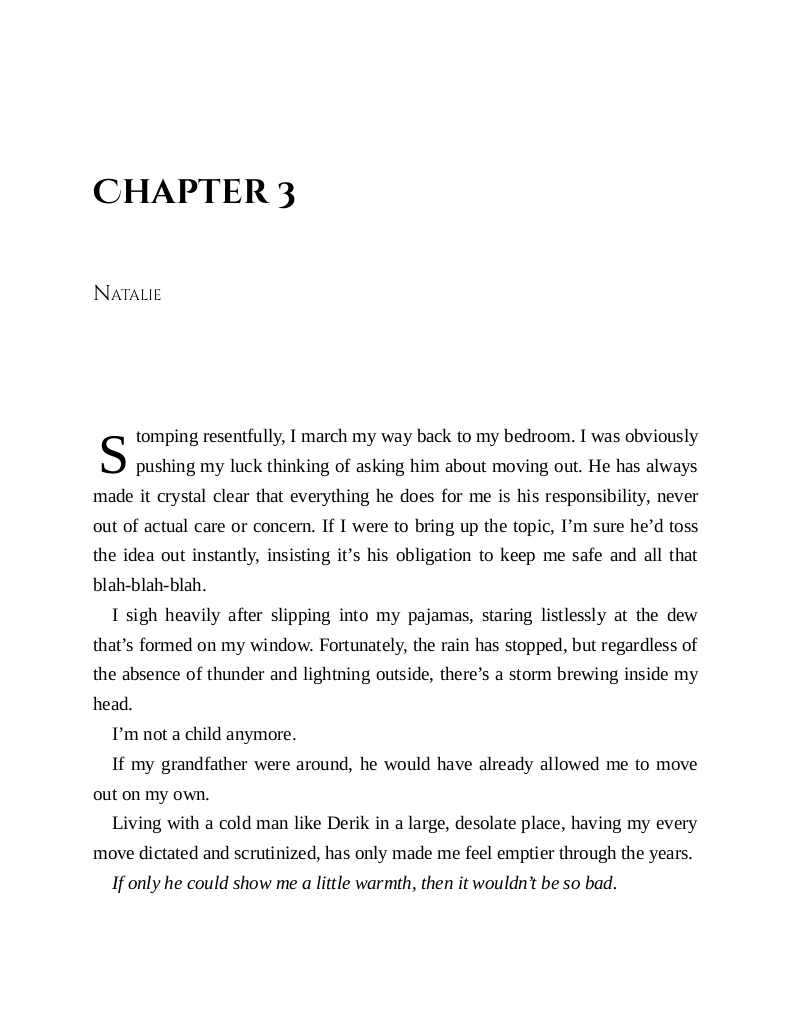 Chapter 3
Natalie
Stomping resentfully, I march my way back to my bedroom. I was obviously
pushing my luck thinking of asking him about moving out. He has always
made it crystal clear that everything he does for me is his responsibility, never
out of actual care or concern. If I were to bring up the topic, I’m sure he’d toss
the idea out instantly, insisting it’s his obligation to keep me safe and all that
blah-blah-blah.
I sigh heavily after slipping into my pajamas, staring listlessly at the dew
that’s formed on my window. Fortunately, the rain has stopped, but regardless of
the absence of thunder and lightning outside, there’s a storm brewing inside my
head.
I’m not a child anymore.
If my grandfather were around, he would have already allowed me to move
out on my own.
Living with a cold man like Derik in a large, desolate place, having my every
move dictated and scrutinized, has only made me feel emptier through the years.
If only he could show me a little warmth, then it wouldn’t be so bad.